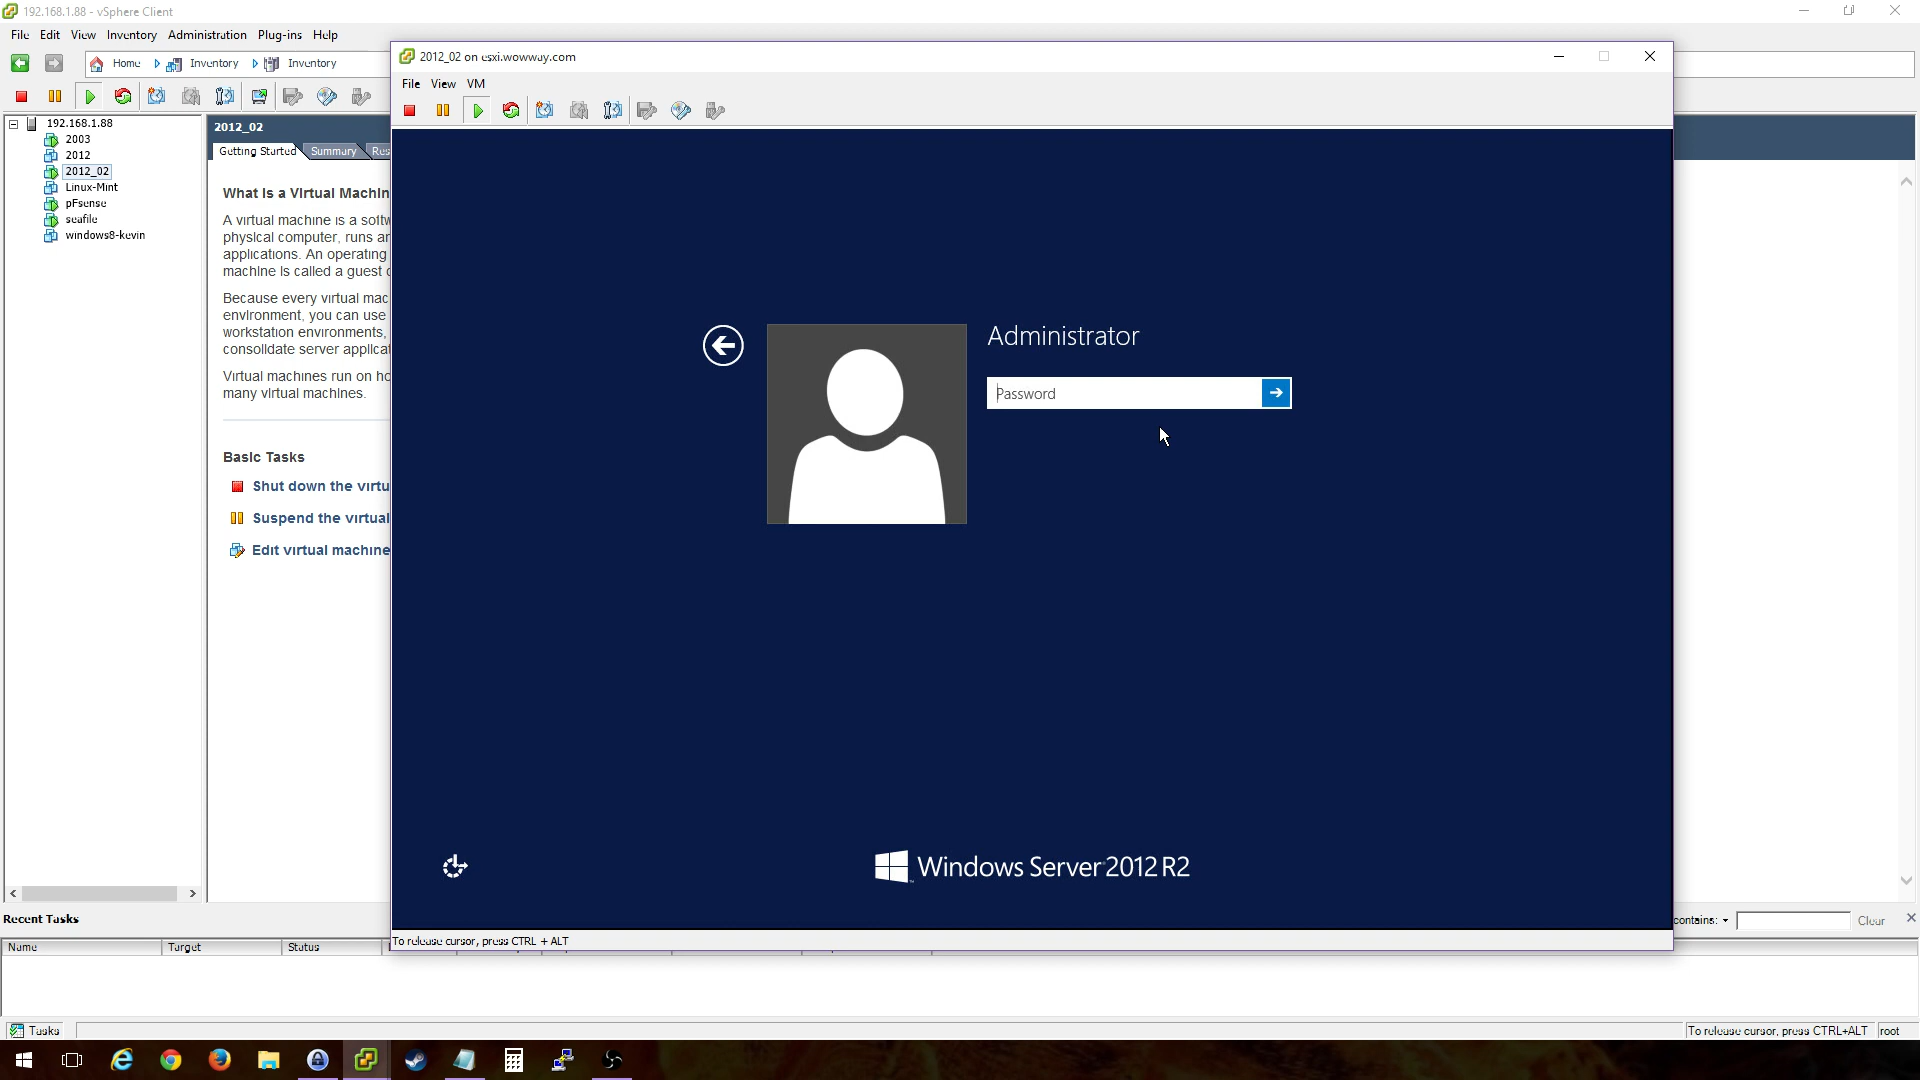 192.168.1.88 - vSphere Client
File Edit View Inventory Administration Plug-ins Help
Home Inventory Inventory
192.168.1.88
2003
2012
2012_02
Linux-Mint
pFsense
seafile
windows8-kevin
2012_02
Getting Started Summary Res
What is a Virtual Machin
A virtual machine is a softw
physical computer, runs an
applications. An operating
machine is called a guest o
Because every virtual mac
environment, you can use
workstation environments,
consolidate server applicat
Virtual machines run on ho
many virtual machines.
Basic Tasks
Shut down the virtu
Suspend the virtual
Edit virtual machine
2012_02 on esxi.wowway.com
File View VM
Administrator
Password
Windows Server 2012 R2
To release cursor, press CTRL + ALT
Recent Tasks
contains: Clear
Name Target Status
Tasks
To release cursor, press CTRL+ALT root